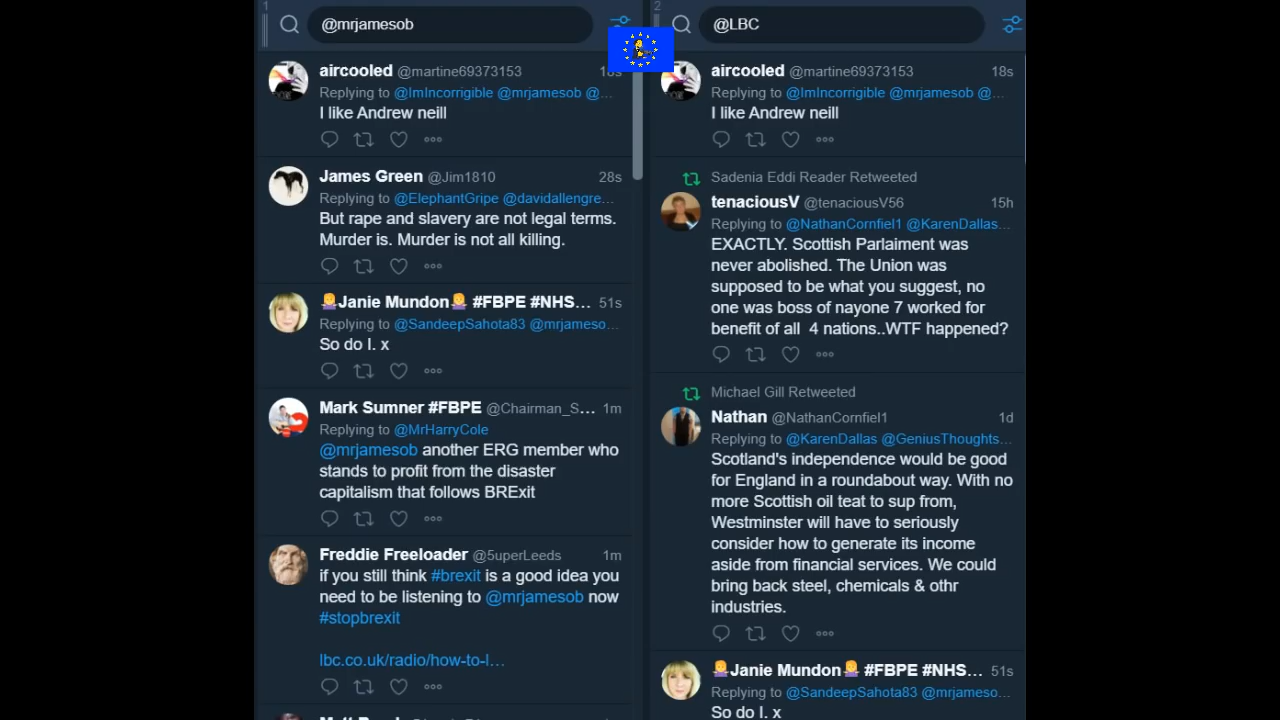 1
@mrjamesob
aircooled @martine69373153 18s
Replying to @ImIncorrigible @mrjamesob @...
I like Andrew neill
James Green @Jim1810 28s
Replying to @ElephantGripe @davidallengre...
But rape and slavery are not legal terms.
Murder is. Murder is not all killing.
Janie Mundon #FBPE #NHS... 51s
Replying to @SandeepSahota83 @mrjameso...
So do I. x
Mark Sumner #FBPE @Chairman_S... 1m
Replying to @MrHarryCole
@mrjamesob another ERG member who
stands to profit from the disaster
capitalism that follows BRExit
Freddie Freeloader @5uperLeeds 1m
if you still think #brexit is a good idea you
need to be listening to @mrjamesob now
#stopbrexit
lbc.co.uk/radio/how-to-l...
2
@LBC
aircooled @martine69373153 18s
Replying to @ImIncorrigible @mrjamesob @...
I like Andrew neill
Sadenia Eddi Reader Retweeted
tenaciousV @tenaciousV56 15h
Replying to @NathanCornfiel1 @KarenDallas...
EXACTLY. Scottish Parlaiment was
never abolished. The Union was
supposed to be what you suggest, no
one was boss of nayone 7 worked for
benefit of all 4 nations..WTF happened?
Michael Gill Retweeted
Nathan @NathanCornfiel1 1d
Replying to @KarenDallas @GeniusThoughts...
Scotland's independence would be good
for England in a roundabout way. With no
more Scottish oil teat to sup from,
Westminster will have to seriously
consider how to generate its income
aside from financial services. We could
bring back steel, chemicals & othr
industries.
Janie Mundon #FBPE #NHS... 51s
Replying to @SandeepSahota83 @mrjameso...
So do I. x